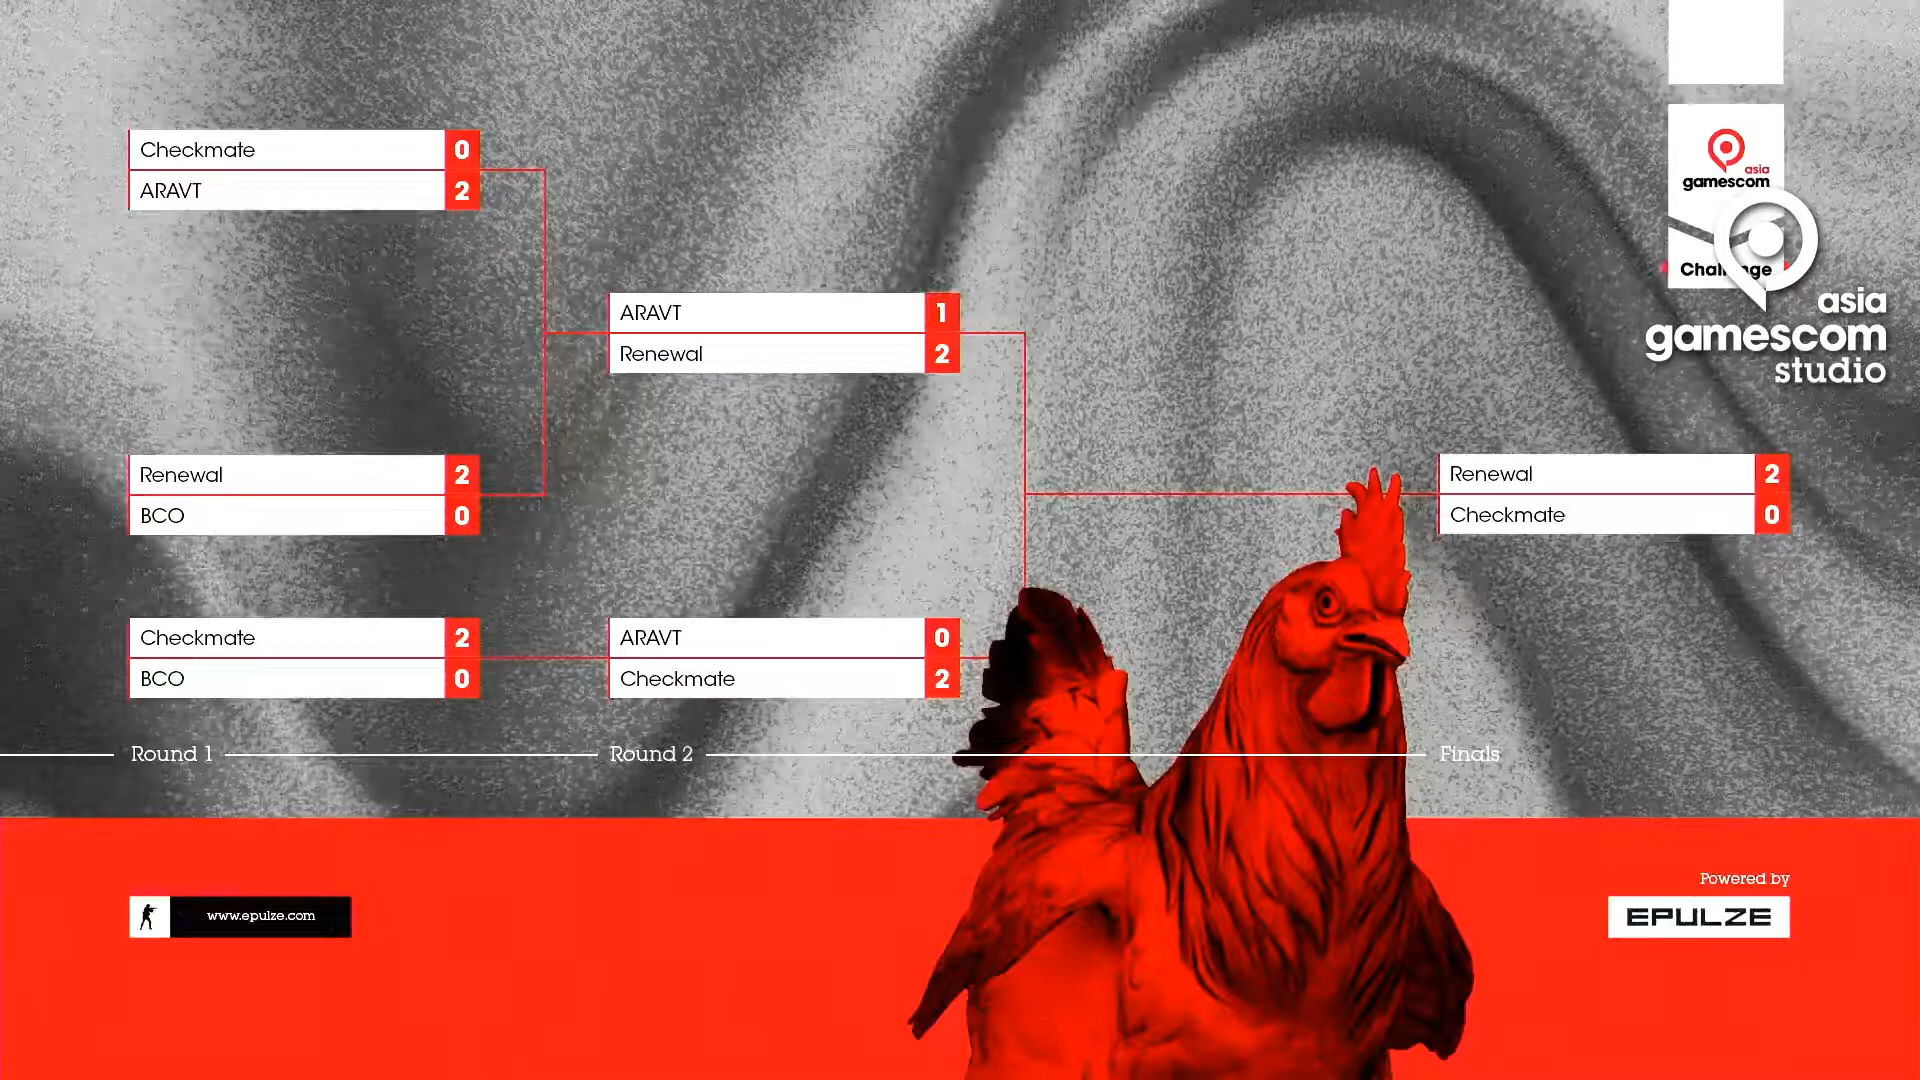 Checkmate 0
ARAVT 2
ARAVT 1
Renewal 2
Renewal 2
BCO 0
Renewal 2
Checkmate 0
Checkmate 2
BCO 0
ARAVT 0
Checkmate 2
Round 1
Round 2
Finals
asia
gamescom
asia
gamescom
studio
www.epulze.com
Powered by
EPULZE